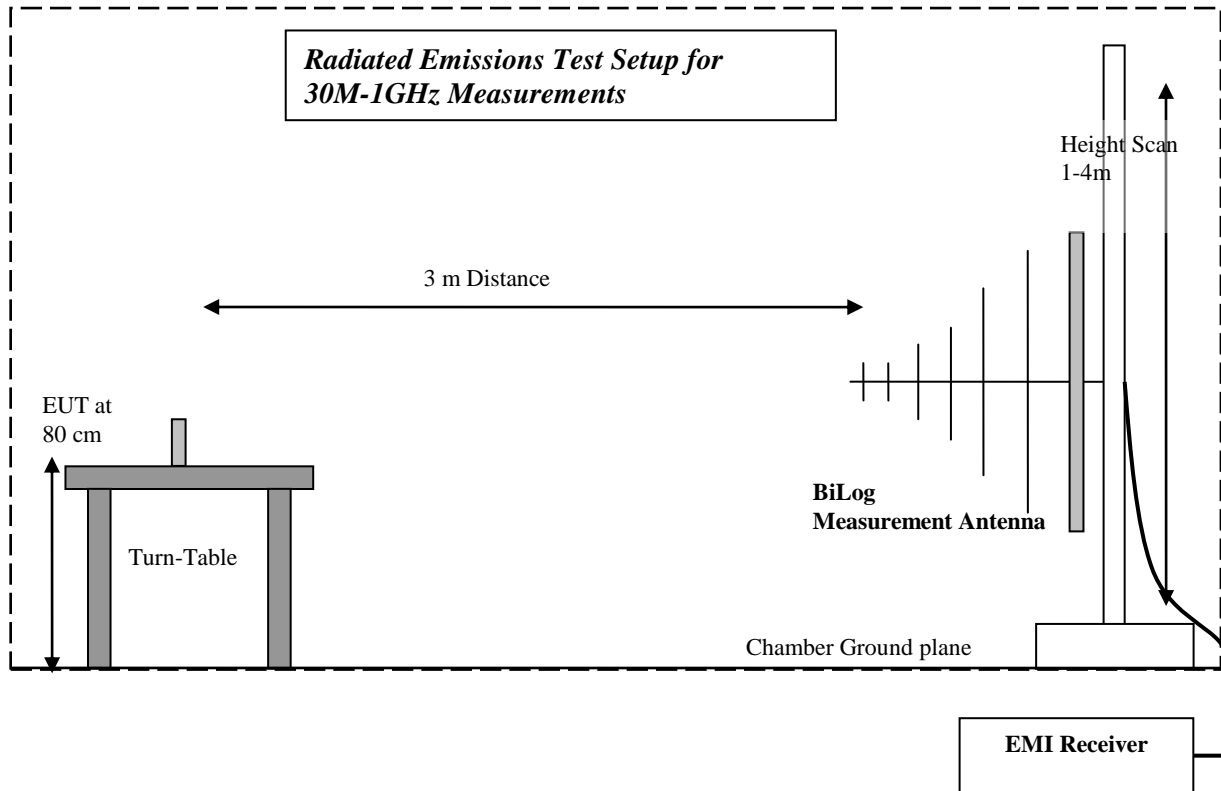 Radiated Emissions Test Setup for
30M-1GHz Measurements
Height Scan
1-4m
3 m Distance
EUT at
80 cm
BiLog
Measurement Antenna
Turn-Table
Chamber Ground plane
EMI Receiver